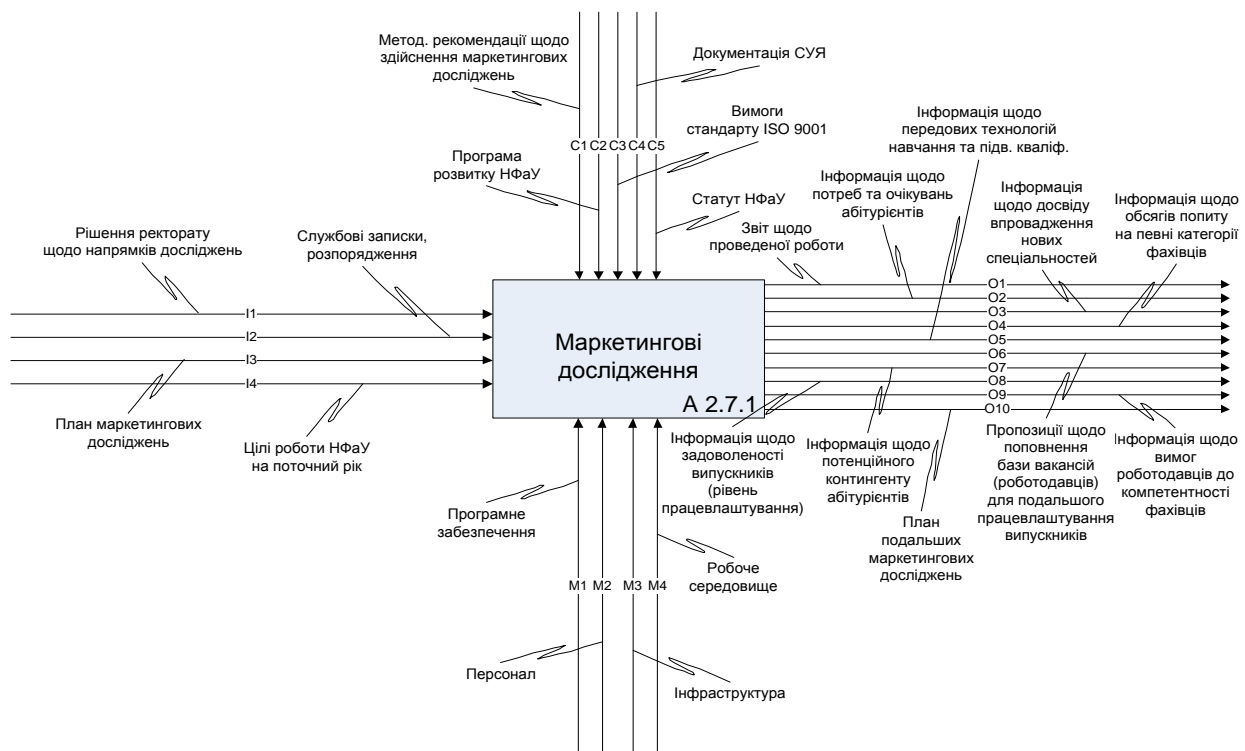 Метод. рекомендації щодо
здійснення маркетингових
досліджень
Документація СУЯ
Вимоги
стандарту ISO 9001
C1
C2
C3
C4
C5
Програма
розвитку НФаУ
Статут НФаУ
Інформація щодо
передових технологій
навчання та підв. кваліф.
Інформація щодо
потреб та очікувань
абітурієнтів
Звіт щодо
проведеної роботи
Інформація
щодо досвіду
впровадження
нових
спеціальностей
Інформація щодо
обсягів попиту
на певні категорії
фахівців
Рішення ректорату
щодо напрямків досліджень
Службові записки,
розпорядження
I1
I2
I3
I4
План маркетингових
досліджень
Цілі роботи НФаУ
на поточний рік
Маркетингові
дослідження
А 2.7.1
O1
O2
O3
O4
O5
O6
O7
O8
O9
O10
Інформація щодо
задоволеності
випускників
(рівень
працевлаштування)
Інформація щодо
потенційного
контингенту
абітурієнтів
План
подальших
маркетингових
досліджень
Пропозиції щодо
поповнення
бази вакансій
(роботодавців)
для подальшого
працевлаштування
випускників
Інформація щодо
вимог
роботодавців до
компетентності
фахівців
Програмне
забезпечення
Робоче
середовище
M1
M2
M3
M4
Персонал
Інфраструктура